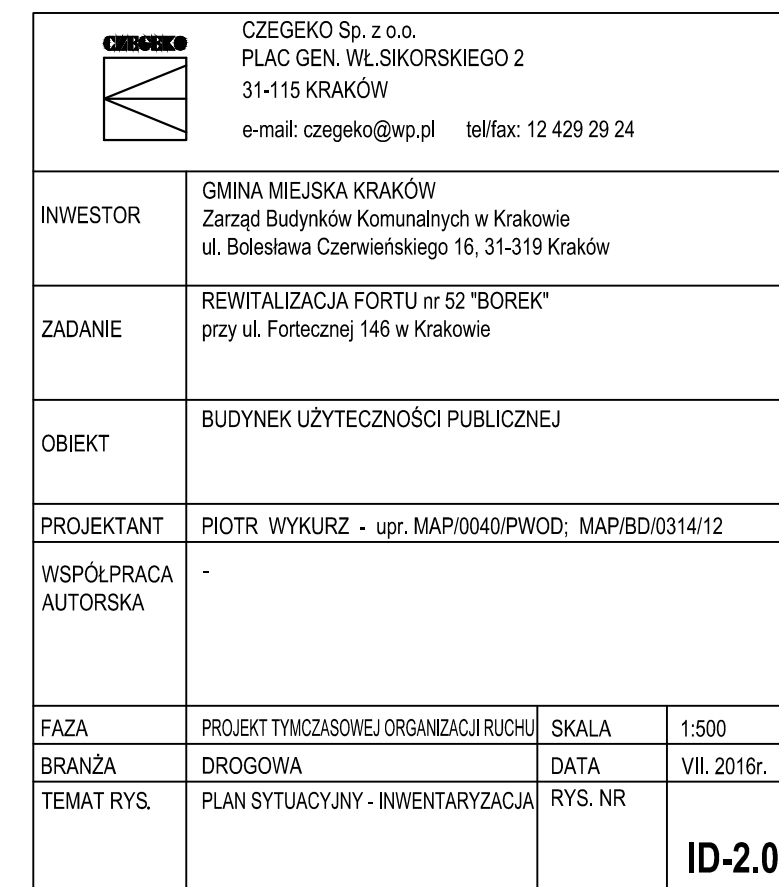 CZEGEKO
CZEGEKO Sp. z o.o.
PLAC GEN. WŁ.SIKORSKIEGO 2
31-115 KRAKÓW
e-mail: czegeko@wp.pl tel/fax: 12 429 29 24
INWESTOR
GMINA MIEJSKA KRAKÓW
Zarząd Budynków Komunalnych w Krakowie
ul. Bolesława Czerwieńskiego 16, 31-319 Kraków
ZADANIE
REWITALIZACJA FORTU nr 52 "BOREK"
przy ul. Fortecznej 146 w Krakowie
OBIEKT
BUDYNEK UŻYTECZNOŚCI PUBLICZNEJ
PROJEKTANT PIOTR WYKURZ - upr. MAP/0040/PWOD; MAP/BD/0314/12
WSPÓŁPRACA -
AUTORSKA
FAZA PROJEKT TYMCZASOWEJ ORGANIZACJI RUCHU SKALA 1:500
BRANŻA DROGOWA DATA VII. 2016r.
TEMAT RYS. PLAN SYTUACYJNY - INWENTARYZACJA RYS. NR
ID-2.0